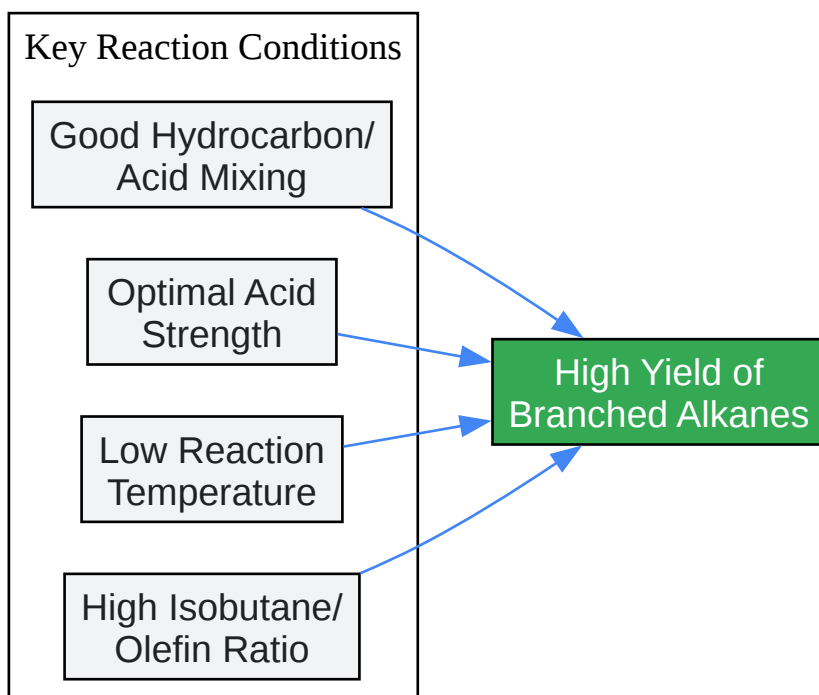 Key Reaction Conditions
Good Hydrocarbon/
Acid Mixing
Optimal Acid
Strength
Low Reaction
Temperature
High Isobutane/
Olefin Ratio
High Yield of
Branched Alkanes